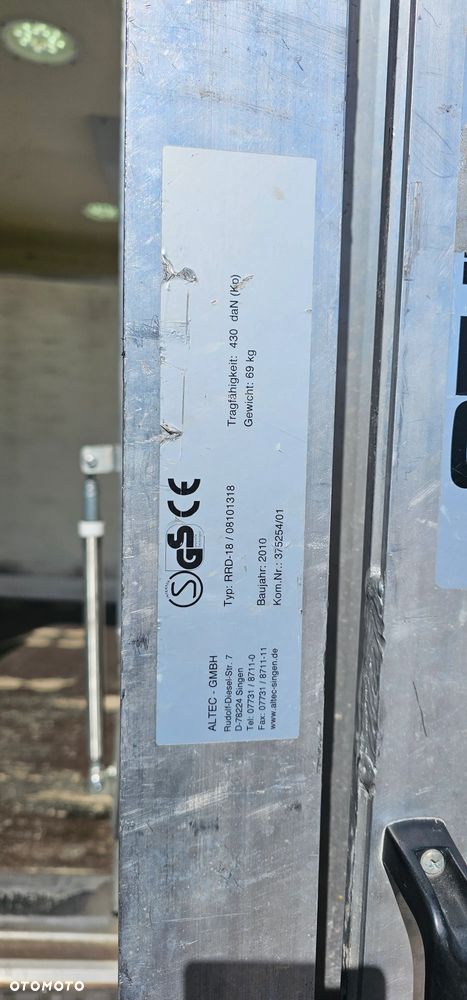 ALTEC - GMBH
Rudolf-Diesel-Str. 7
D-78224 Singen
Tel: 07731 / 8711-0
Fax: 07731 / 8711-11
www.altec-singen.de
GS CE
Typ: RRD-18 / 08101318
Baujahr: 2010
Kom.Nr.: 375254/01
Tragfähigkeit: 430 daN (Kp)
Gewicht: 69 kg
OTOMOTO